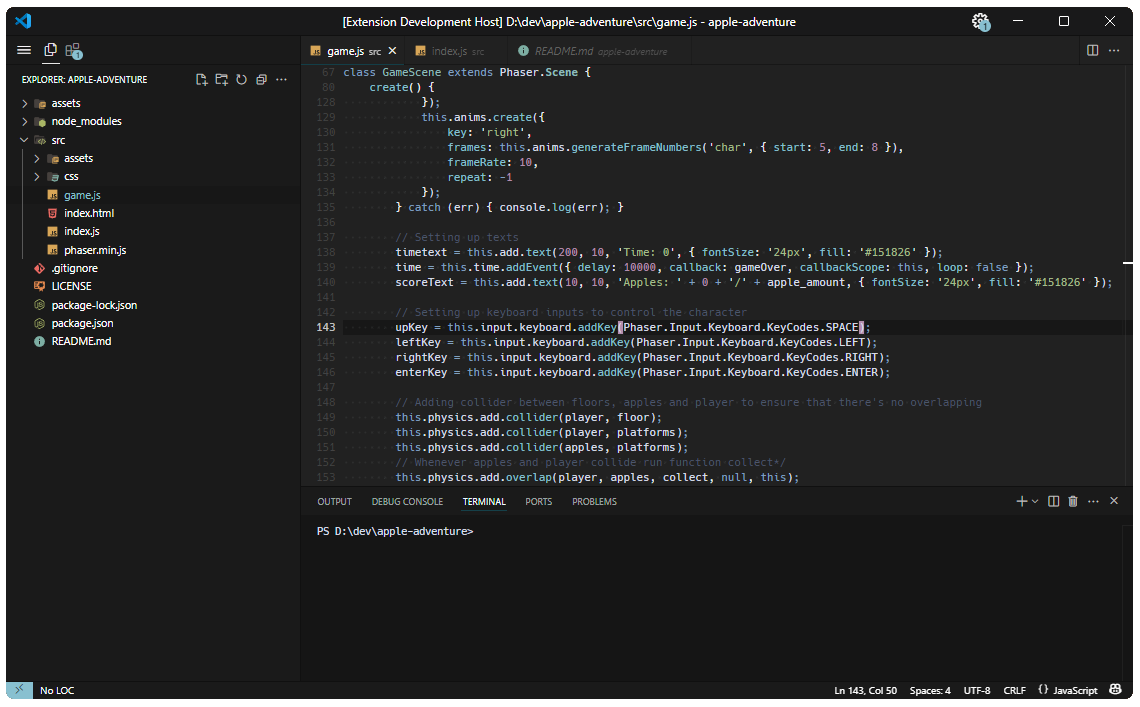 [Extension Development Host] D:\dev\apple-adventure\src\game.js - apple-adventure
1
1
game.js src
index.js src
README.md apple-adventure
EXPLORER: APPLE-ADVENTURE
assets
node_modules
src
assets
css
game.js
index.html
index.js
phaser.min.js
.gitignore
LICENSE
package-lock.json
package.json
README.md
67 class GameScene extends Phaser.Scene {
80 create() {
128 });
129 this.anims.create({
130 key: 'right',
131 frames: this.anims.generateFrameNumbers('char', { start: 5, end: 8 }),
132 frameRate: 10,
133 repeat: -1
134 });
135 } catch (err) { console.log(err); }
136
137 // Setting up texts
138 timetext = this.add.text(200, 10, 'Time: 0', { fontSize: '24px', fill: '#151826' });
139 time = this.time.addEvent({ delay: 10000, callback: gameOver, callbackScope: this, loop: false });
140 scoreText = this.add.text(10, 10, 'Apples: ' + 0 + '/' + apple_amount, { fontSize: '24px', fill: '#151826' });
141
142 // Setting up keyboard inputs to control the character
143 upKey = this.input.keyboard.addKey(Phaser.Input.Keyboard.KeyCodes.SPACE);
144 leftKey = this.input.keyboard.addKey(Phaser.Input.Keyboard.KeyCodes.LEFT);
145 rightKey = this.input.keyboard.addKey(Phaser.Input.Keyboard.KeyCodes.RIGHT);
146 enterKey = this.input.keyboard.addKey(Phaser.Input.Keyboard.KeyCodes.ENTER);
147
148 // Adding collider between floors, apples and player to ensure that there's no overlapping
149 this.physics.add.collider(player, floor);
150 this.physics.add.collider(player, platforms);
151 this.physics.add.collider(apples, platforms);
152 // Whenever apples and player collide run function collect*/
153 this.physics.add.overlap(player, apples, collect, null, this);
OUTPUT DEBUG CONSOLE TERMINAL PORTS PROBLEMS
PS D:\dev\apple-adventure>
No LOC
Ln 143, Col 50 Spaces: 4 UTF-8 CRLF {} JavaScript